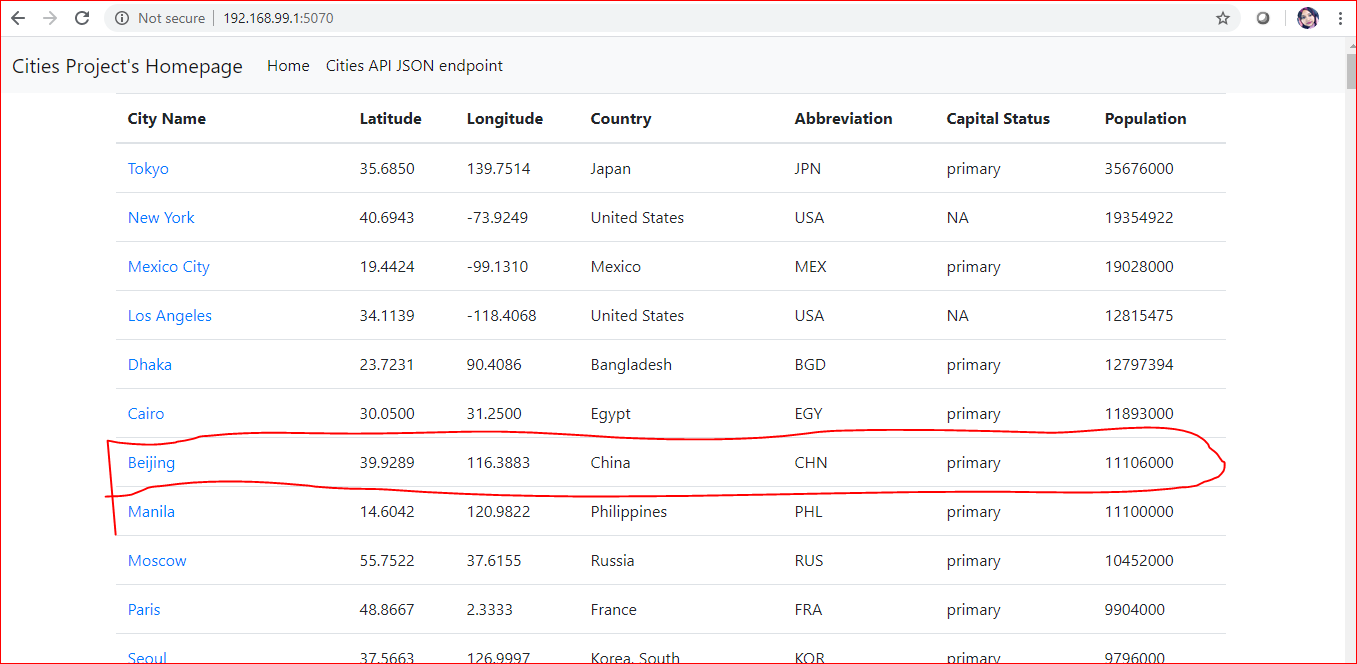 Not secure | 192.168.99.1:5070
Cities Project's Homepage Home Cities API JSON endpoint
City Name Latitude Longitude Country Abbreviation Capital Status Population
Tokyo 35.6850 139.7514 Japan JPN primary 35676000
New York 40.6943 -73.9249 United States USA NA 19354922
Mexico City 19.4424 -99.1310 Mexico MEX primary 19028000
Los Angeles 34.1139 -118.4068 United States USA NA 12815475
Dhaka 23.7231 90.4086 Bangladesh BGD primary 12797394
Cairo 30.0500 31.2500 Egypt EGY primary 11893000
Beijing 39.9289 116.3883 China CHN primary 11106000
Manila 14.6042 120.9822 Philippines PHL primary 11100000
Moscow 55.7522 37.6155 Russia RUS primary 10452000
Paris 48.8667 2.3333 France FRA primary 9904000
Seoul 37.5663 126.9997 Korea, South KOR primary 9796000